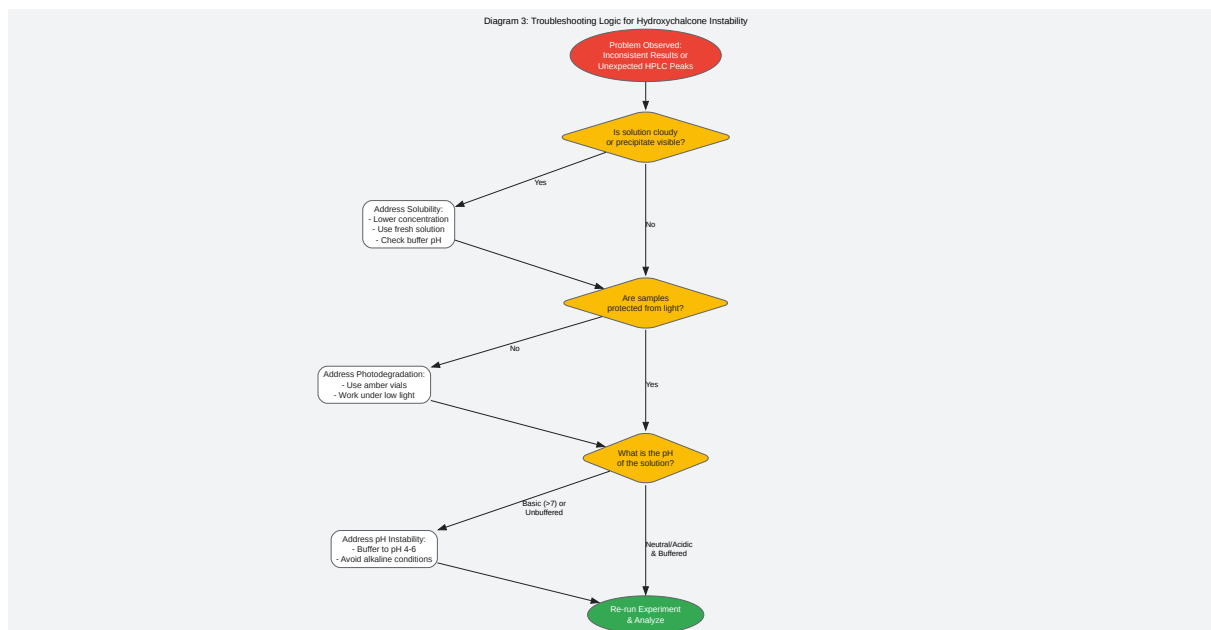 Diagram 3: Troubleshooting Logic for Hydroxychalcone Instability
Problem Observed:
Inconsistent Results or
Unexpected HPLC Peaks
Is solution cloudy
or precipitate visible?
Yes
Address Solubility:
- Lower concentration
- Use fresh solution
- Check buffer pH
No
Are samples
protected from light?
No
Address Photodegradation:
- Use amber vials
- Work under low light
Yes
What is the pH
of the solution?
Basic (>7) or
Unbuffered
Address pH Instability:
- Buffer to pH 4-6
- Avoid alkaline conditions
Neutral/Acidic
& Buffered
Re-run Experiment
& Analyze